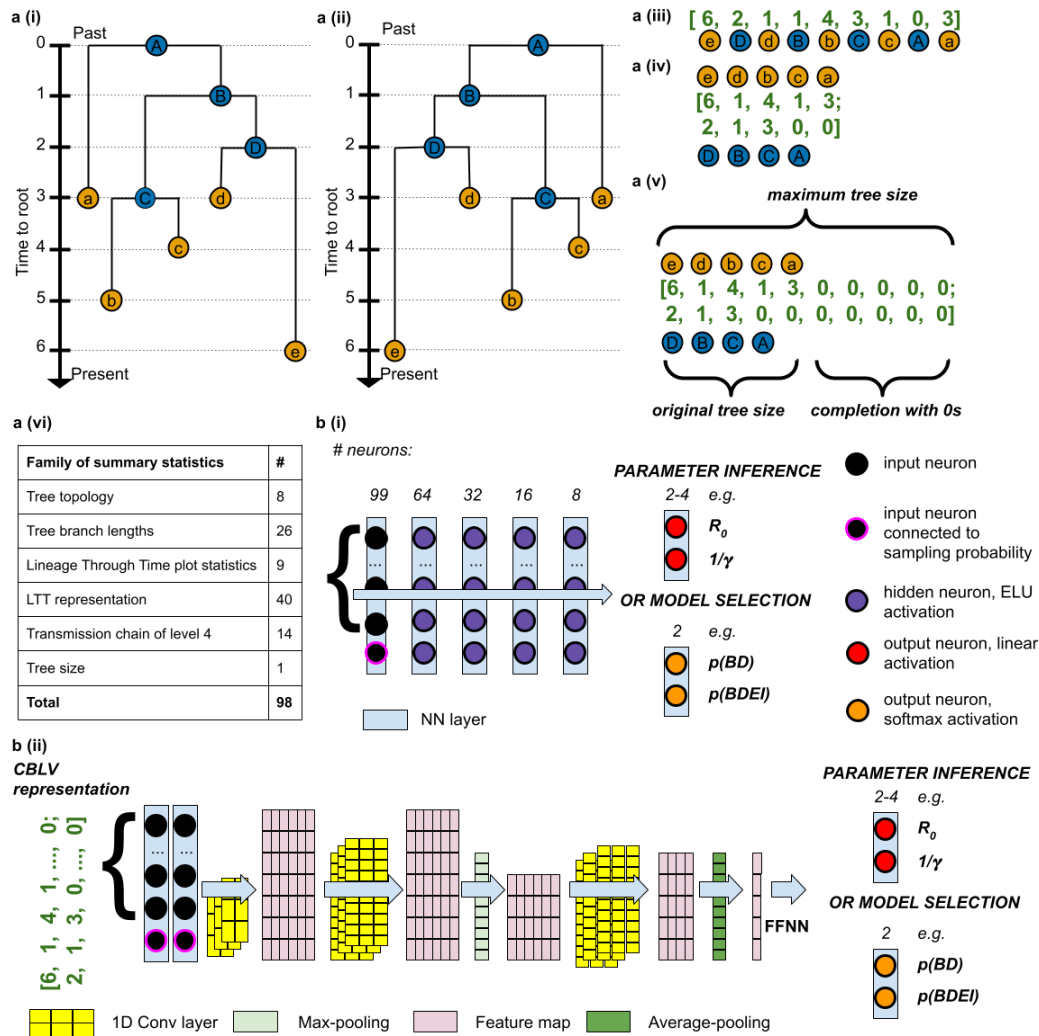 a (i)
Past
0
1
2
3
4
5
6
Time to root
A
B
D
a
C
d
c
b
e
Present
a (ii)
Past
0
1
2
3
4
5
6
Time to root
A
B
D
d
C
a
c
b
e
Present
a (iii)
[ 6, 2, 1, 1, 4, 3, 1, 0, 3]
e D d B b C c A a
a (iv)
e d b c a
[6, 1, 4, 1, 3;
2, 1, 3, 0, 0]
D B C A
a (v)
maximum tree size
e d b c a
[6, 1, 4, 1, 3, 0, 0, 0, 0, 0;
2, 1, 3, 0, 0, 0, 0, 0, 0, 0]
D B C A
original tree size
completion with 0s
a (vi)
Family of summary statistics #
Tree topology 8
Tree branch lengths 26
Lineage Through Time plot statistics 9
LTT representation 40
Transmission chain of level 4 14
Tree size 1
Total 98
b (i)
# neurons:
99 64 32 16 8
... ... ... ... ...
NN layer
PARAMETER INFERENCE
2-4 e.g.
R0
1/γ
OR MODEL SELECTION
2 e.g.
p(BD)
p(BDEI)
input neuron
input neuron
connected to
sampling probability
hidden neuron, ELU
activation
output neuron, linear
activation
output neuron,
softmax activation
b (ii)
CBLV
representation
[6, 1, 4, 1, ..., 0;
2, 1, 3, 0, ..., 0]
... ...
FFNN
PARAMETER INFERENCE
2-4 e.g.
R0
1/γ
OR MODEL SELECTION
2 e.g.
p(BD)
p(BDEI)
1D Conv layer
Max-pooling
Feature map
Average-pooling